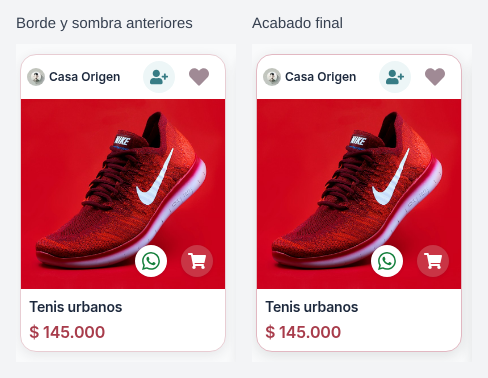 Borde y sombra anteriores
Acabado final
Casa Origen
Casa Origen
NIKE
NIKE
Tenis urbanos
$ 145.000
Tenis urbanos
$ 145.000